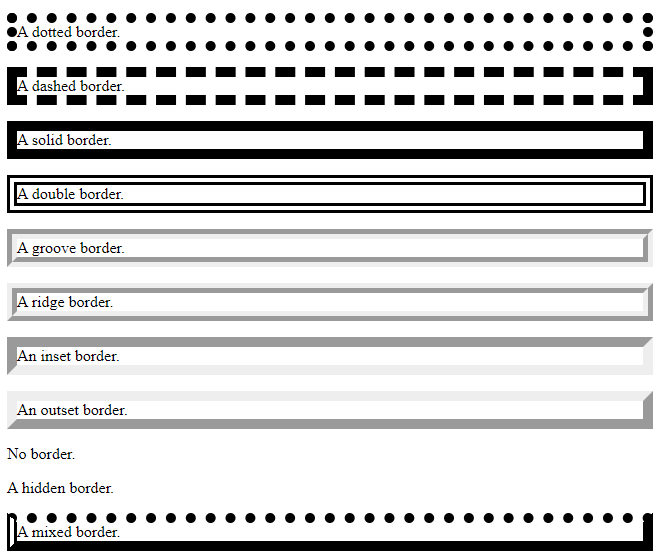 A dotted border.
A dashed border.
A solid border.
A double border.
A groove border.
A ridge border.
An inset border.
An outset border.
No border.
A hidden border.
A mixed border.